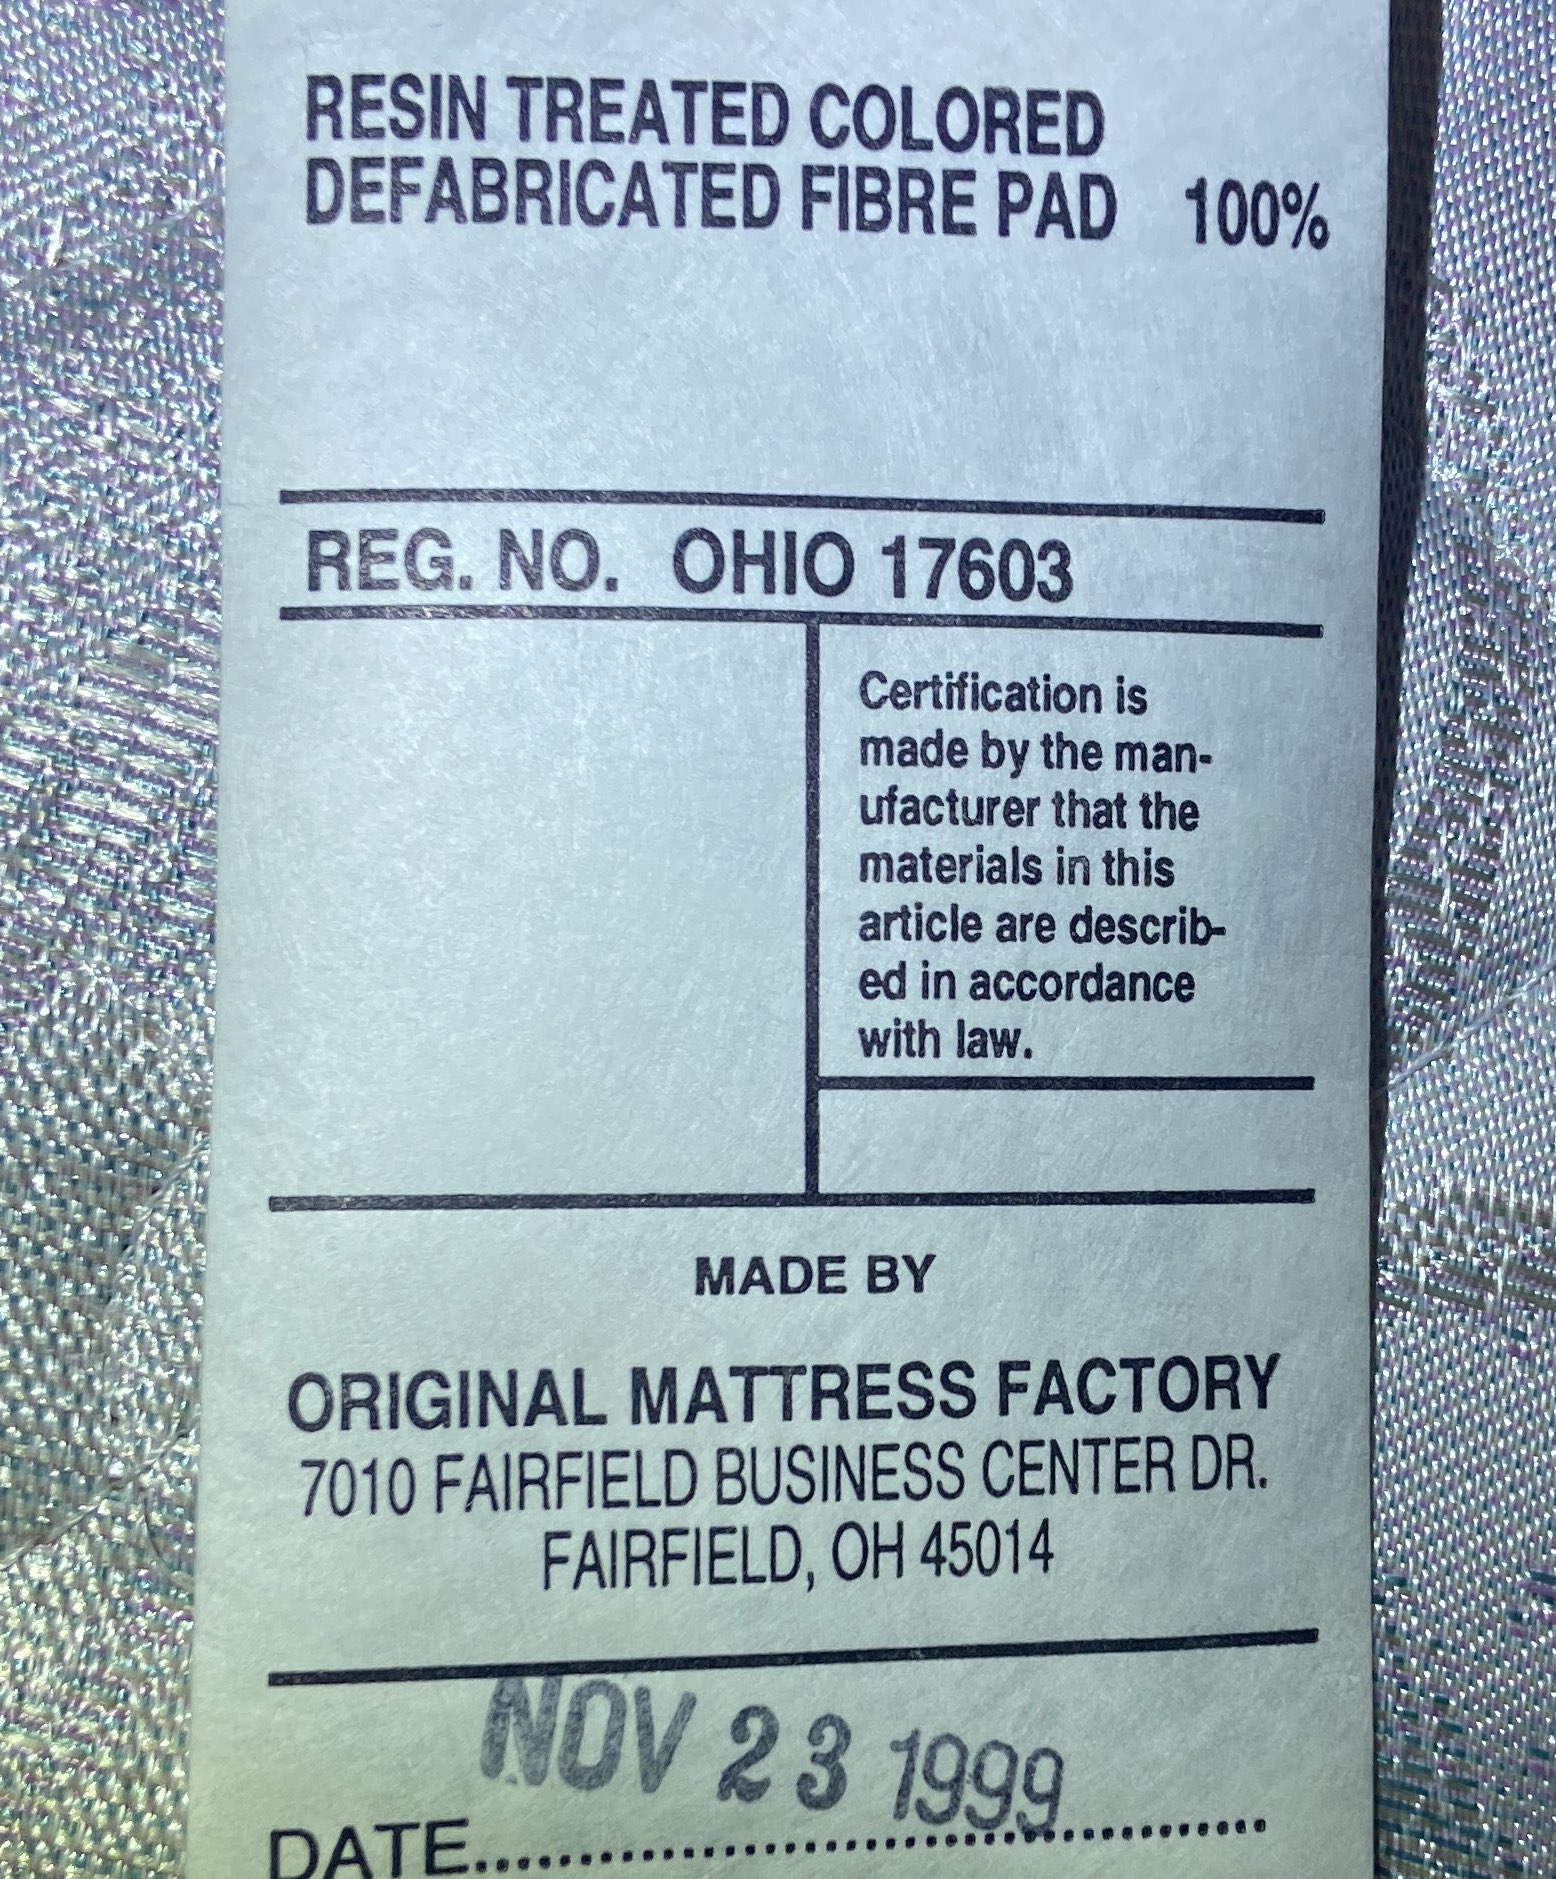 RESIN TREATED COLORED
DEFABRICATED FIBRE PAD 100%
REG. NO. OHIO 17603
Certification is
made by the man-
ufacturer that the
materials in this
article are describ-
ed in accordance
with law.
MADE BY
ORIGINAL MATTRESS FACTORY
7010 FAIRFIELD BUSINESS CENTER DR.
FAIRFIELD, OH 45014
NOV 23 1999
DATE..............................................